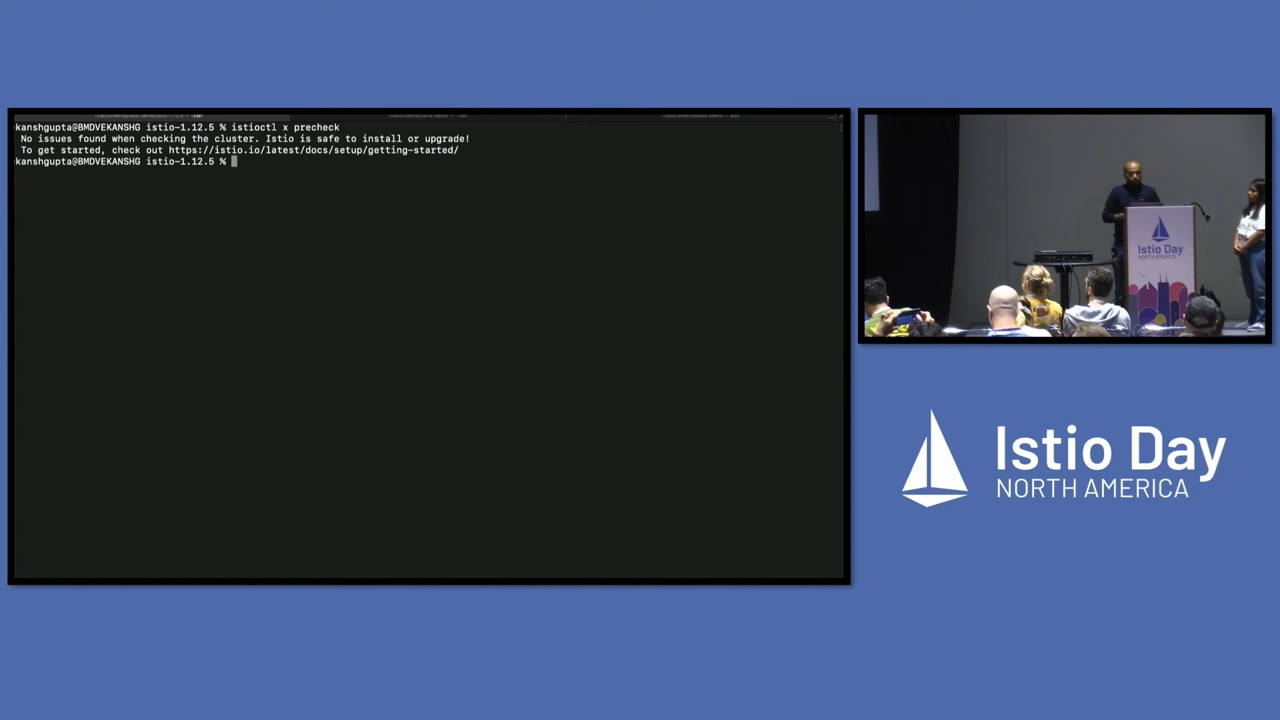 kanshgupta@BMDVEKANSHG istio-1.12.5 % istioctl x precheck
No issues found when checking the cluster. Istio is safe to install or upgrade!
To get started, check out https://istio.io/latest/docs/setup/getting-started/
kanshgupta@BMDVEKANSHG istio-1.12.5 %
Istio Day
NORTH AMERICA
Istio Day
NORTH AMERICA